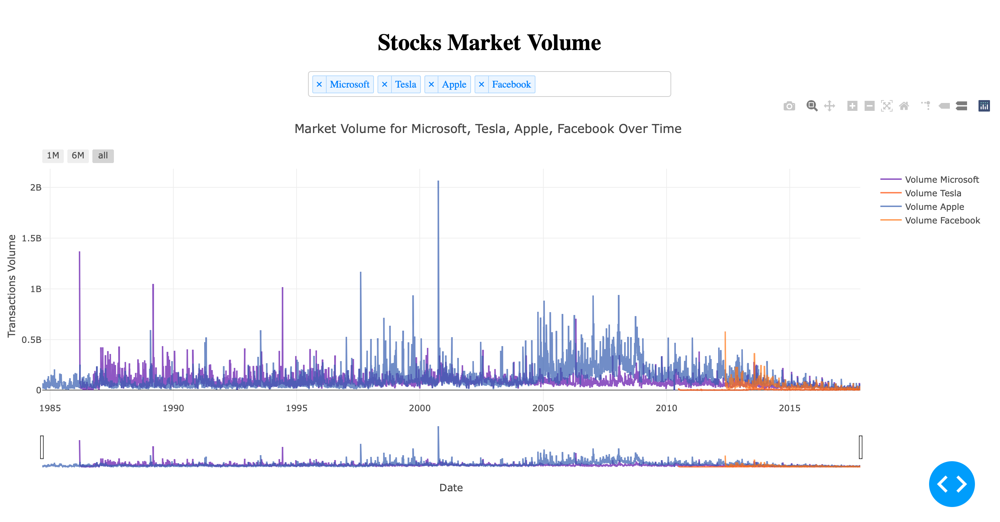 Stocks Market Volume
× Microsoft × Tesla × Apple × Facebook
Market Volume for Microsoft, Tesla, Apple, Facebook Over Time
1M 6M all
Volume Microsoft
Volume Tesla
Volume Apple
Volume Facebook
Transactions Volume
2B
1.5B
1B
0.5B
0
1985 1990 1995 2000 2005 2010 2015
Date